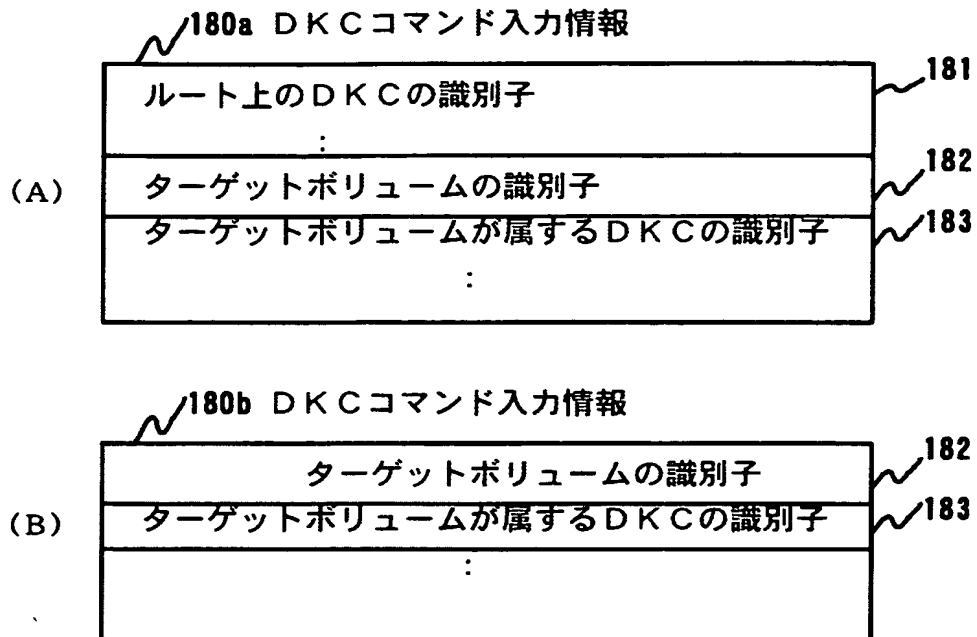 180a DKCコマンド入力情報
ルート上のDKCの識別子
181
:
(A)
ターゲットボリュームの識別子
182
ターゲットボリュームが属するDKCの識別子
183
:
180b DKCコマンド入力情報
ターゲットボリュームの識別子
182
(B)
ターゲットボリュームが属するDKCの識別子
183
: